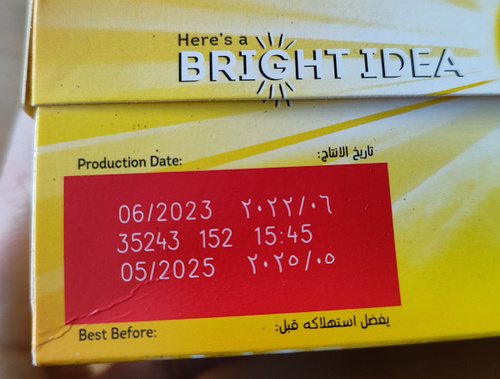 Here's a
BRIGHT IDEA
Production Date: تاريخ الانتاج:
06/2023 ٢٠٢٢/٠٦
35243 152 15:45
05/2025 ٢٠٢٥/٠٥
Best Before: يفضل استهلاكه قبل: